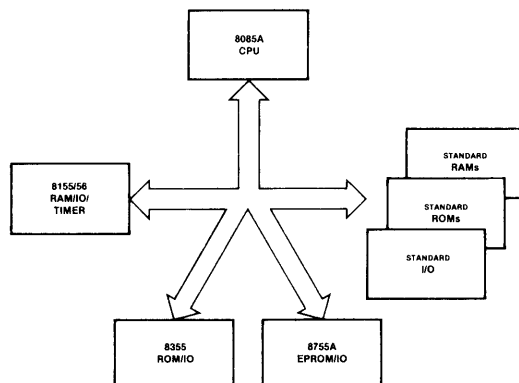 8085A
CPU
8155/56
RAM/IO/
TIMER
STANDARD
RAMs
STANDARD
ROMs
STANDARD
I/O
8355
ROM/IO
8755A
EPROM/IO